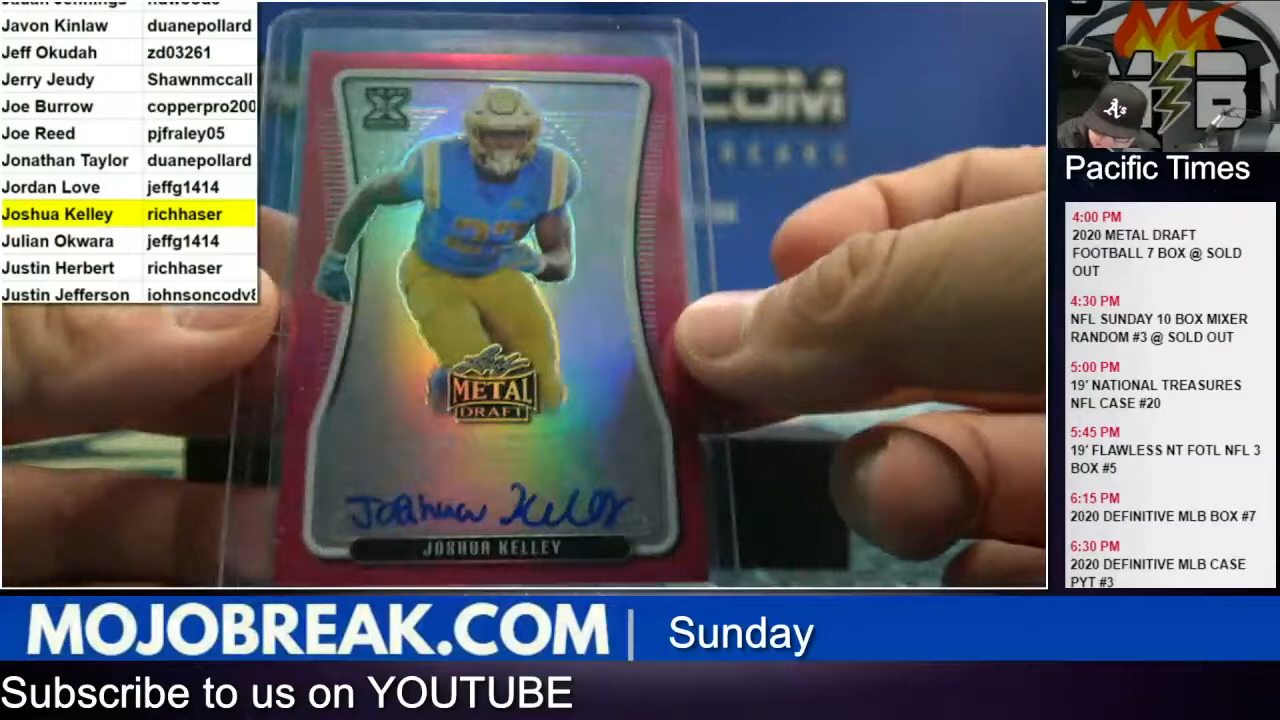 Javon Kinlaw duanepollard
Jeff Okudah zd03261
Jerry Jeudy Shawnmccall
Joe Burrow copperpro200
Joe Reed pjfraley05
Jonathan Taylor duanepollard
Jordan Love jeffg1414
Joshua Kelley richhaser
Julian Okwara jeffg1414
Justin Herbert richhaser
Justin Jefferson
.COM
BREAKS
X
27
Leaf
METAL
DRAFT
Joshua Kelley
JOSHUA KELLEY
A's
MB
Pacific Times
4:00 PM
2020 METAL DRAFT
FOOTBALL 7 BOX @ SOLD
OUT
4:30 PM
NFL SUNDAY 10 BOX MIXER
RANDOM #3 @ SOLD OUT
5:00 PM
19' NATIONAL TREASURES
NFL CASE #20
5:45 PM
19' FLAWLESS NT FOTL NFL 3
BOX #5
6:15 PM
2020 DEFINITIVE MLB BOX #7
6:30 PM
2020 DEFINITIVE MLB CASE
PYT #3
MOJOBREAK.COM | Sunday
Subscribe to us on YOUTUBE